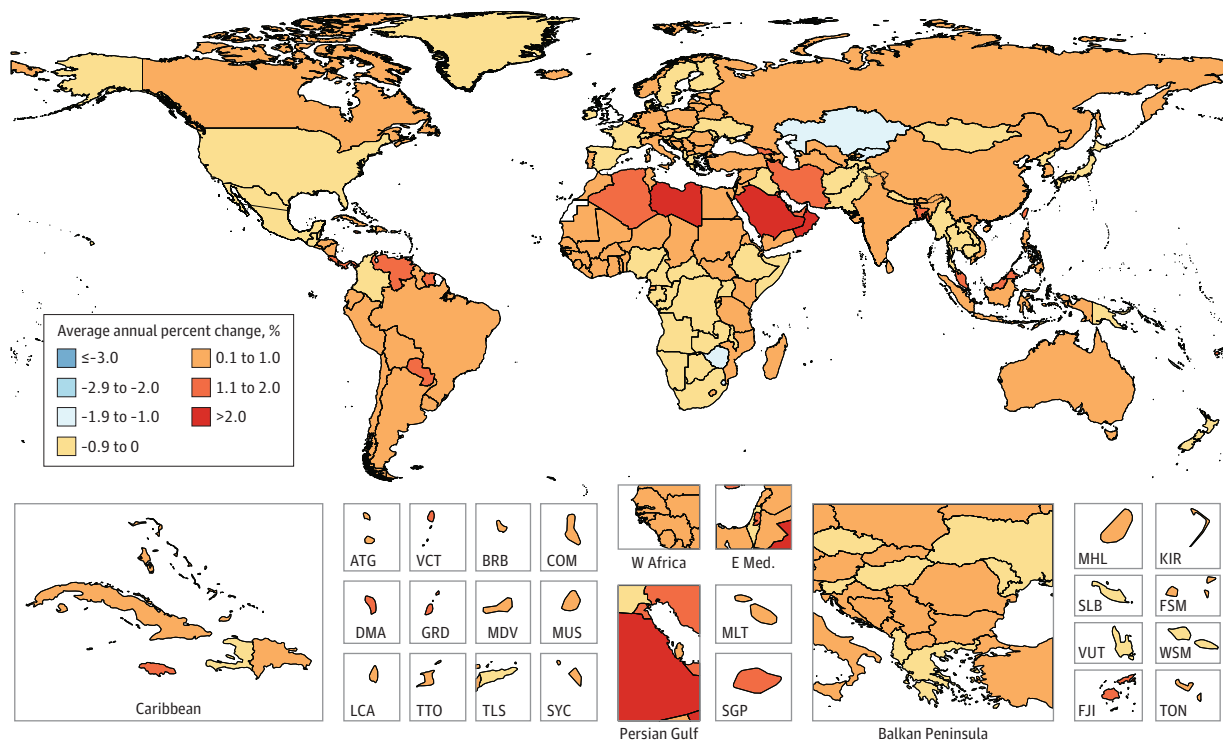 Average annual percent change, %
≤-3.0
0.1 to 1.0
-2.9 to -2.0
1.1 to 2.0
-1.9 to -1.0
>2.0
-0.9 to 0
Caribbean
ATG
VCT
BRB
COM
DMA
GRD
MDV
MUS
LCA
TTO
TLS
SYC
W Africa
E Med.
Persian Gulf
MLT
SGP
Balkan Peninsula
MHL
KIR
SLB
FSM
VUT
WSM
FJI
TON